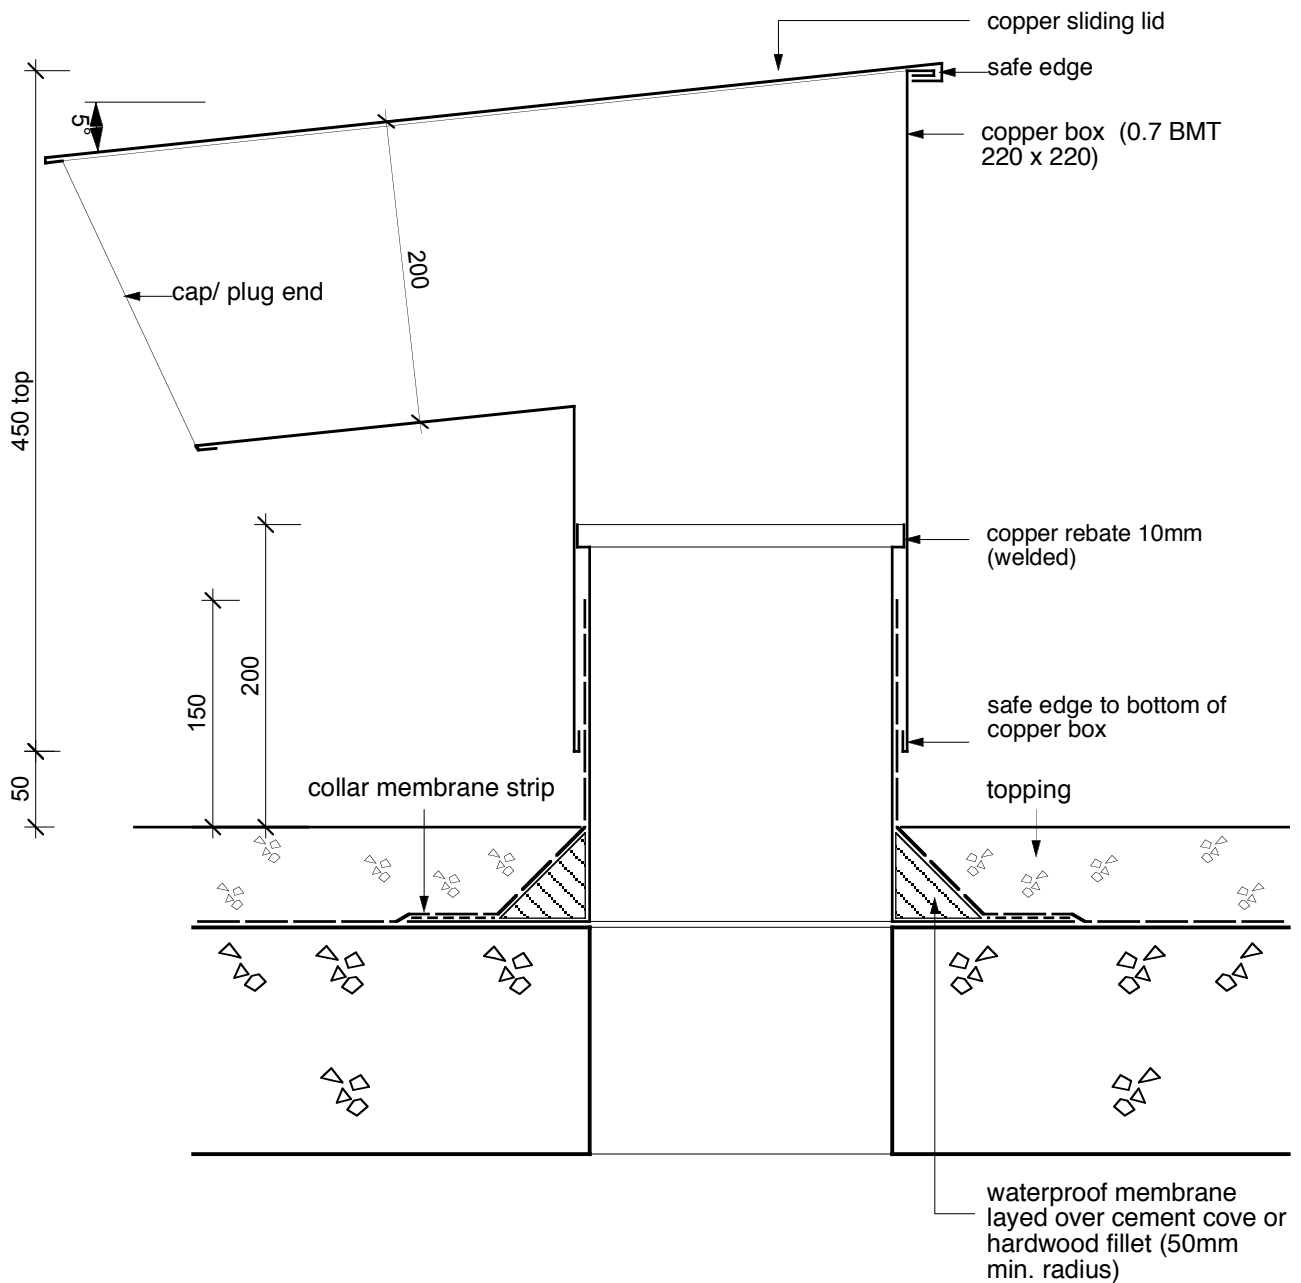 copper sliding lid
safe edge
5°
copper box (0.7 BMT
220 x 220)
200
cap/ plug end
450 top
copper rebate 10mm
(welded)
200
150
safe edge to bottom of
copper box
50
collar membrane strip
topping
waterproof membrane
layed over cement cove or
hardwood fillet (50mm
min. radius)